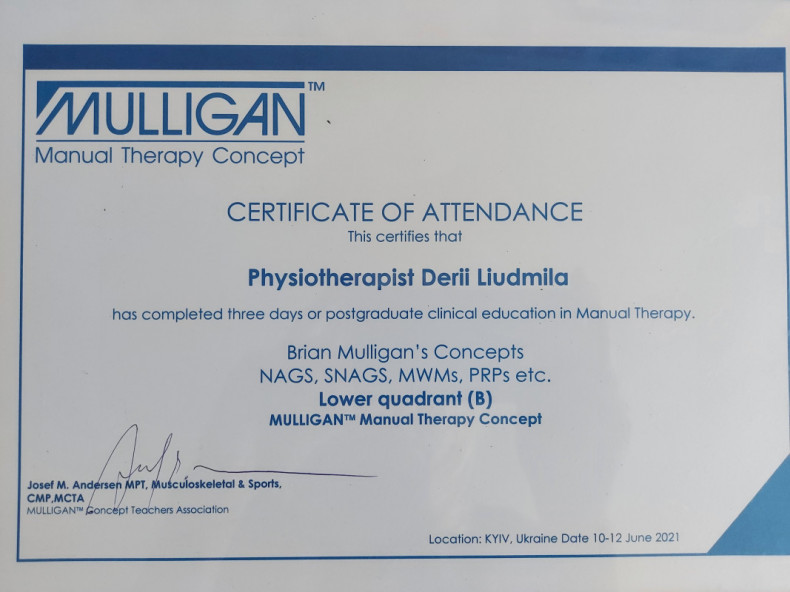 MULLIGAN™
Manual Therapy Concept
CERTIFICATE OF ATTENDANCE
This certifies that
Physiotherapist Derii Liudmila
has completed three days or postgraduate clinical education in Manual Therapy.
Brian Mulligan's Concepts
NAGS, SNAGS, MWMs, PRPs etc.
Lower quadrant (B)
MULLIGAN™ Manual Therapy Concept
Josef M. Andersen MPT, Musculoskeletal & Sports,
CMP,MCTA
MULLIGAN™ Concept Teachers Association
Location: KYIV, Ukraine Date 10-12 June 2021